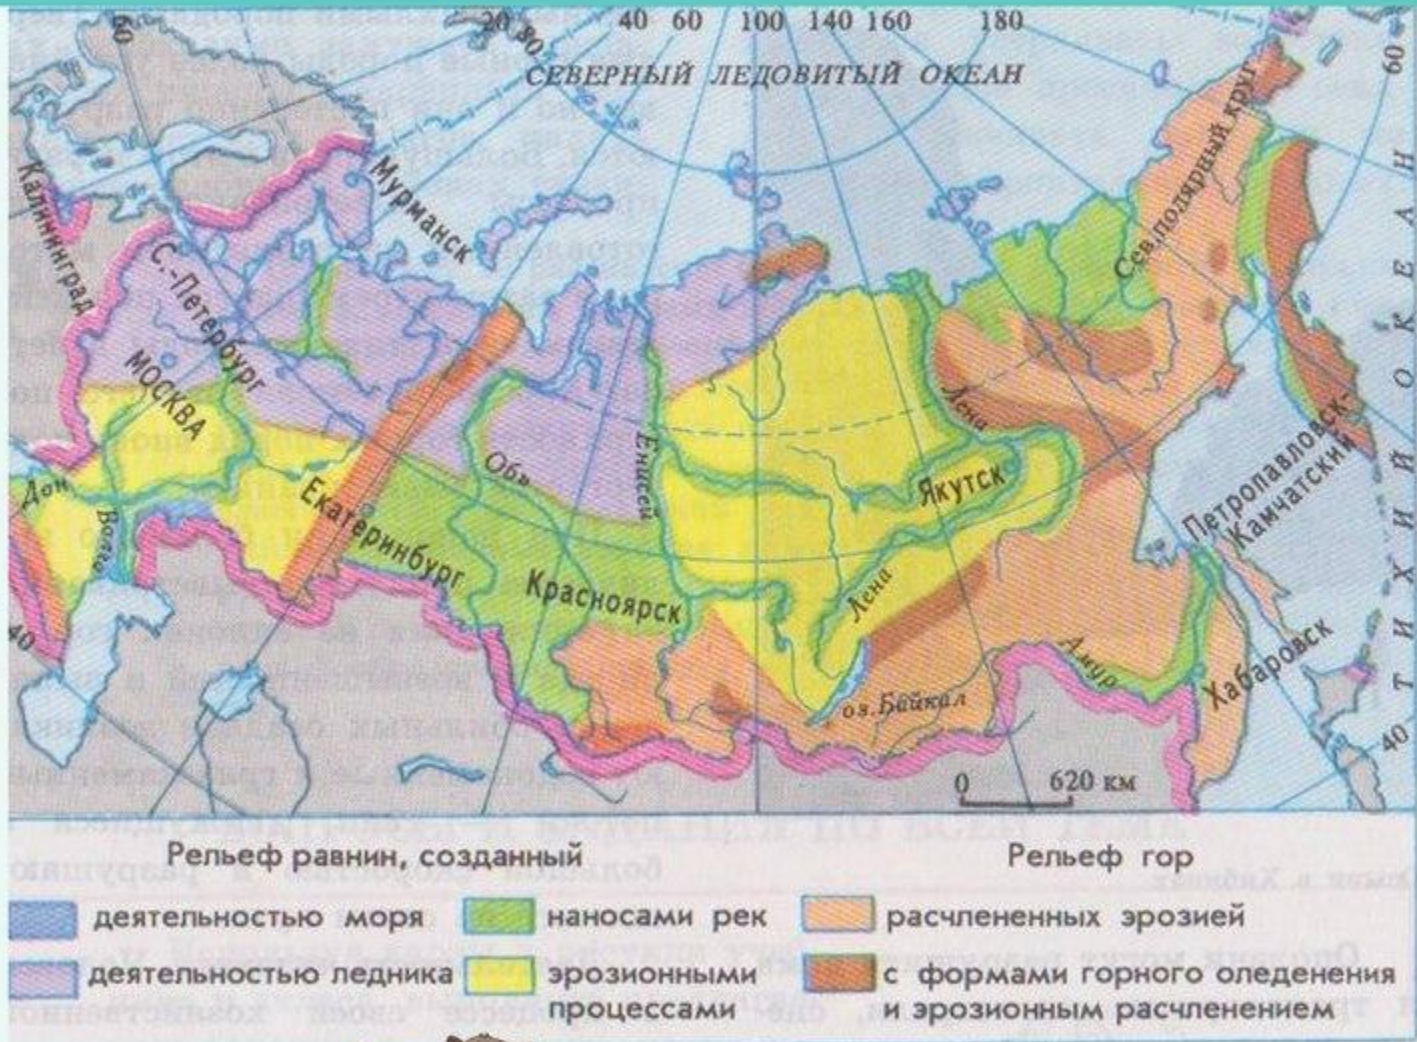 60
20
80
40
60
100
140
160
180
60
СЕВЕРНЫЙ ЛЕДОВИТЫЙ ОКЕАН
Сев.полярный круг
Мурманск
Калининград
С.-Петербург
МОСКВА
Дон
Волга
Екатеринбург
Обь
Енисей
Красноярск
Лена
Якутск
Лена
оз.Байкал
Амур
Хабаровск
Петропавловск-
Камчатский
ТИХИЙ ОКЕАН
40
40
0 620 км
Рельеф равнин, созданный
Рельеф гор
деятельностью моря
наносами рек
расчлененных эрозией
деятельностью ледника
эрозионными
процессами
с формами горного оледенения
и эрозионным расчленением